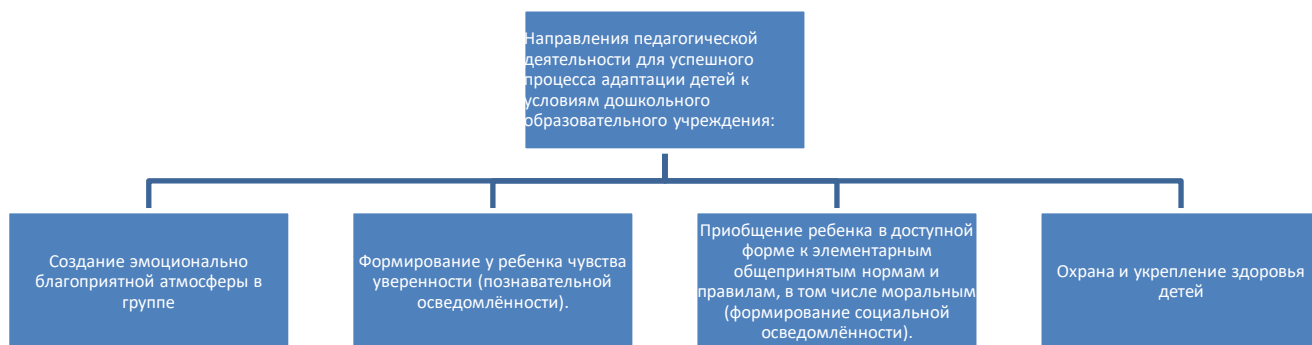 Направления педагогической
деятельности для успешного
процесса адаптации детей к
условиям дошкольного
образовательного учреждения:
Создание эмоционально
благоприятной атмосферы в
группе
Формирование у ребенка чувства
уверенности (познавательной
осведомлённости).
Приобщение ребенка в доступной
форме к элементарным
общепринятым нормам и
правилам, в том числе моральным
(формирование социальной
осведомлённости).
Охрана и укрепление здоровья
детей